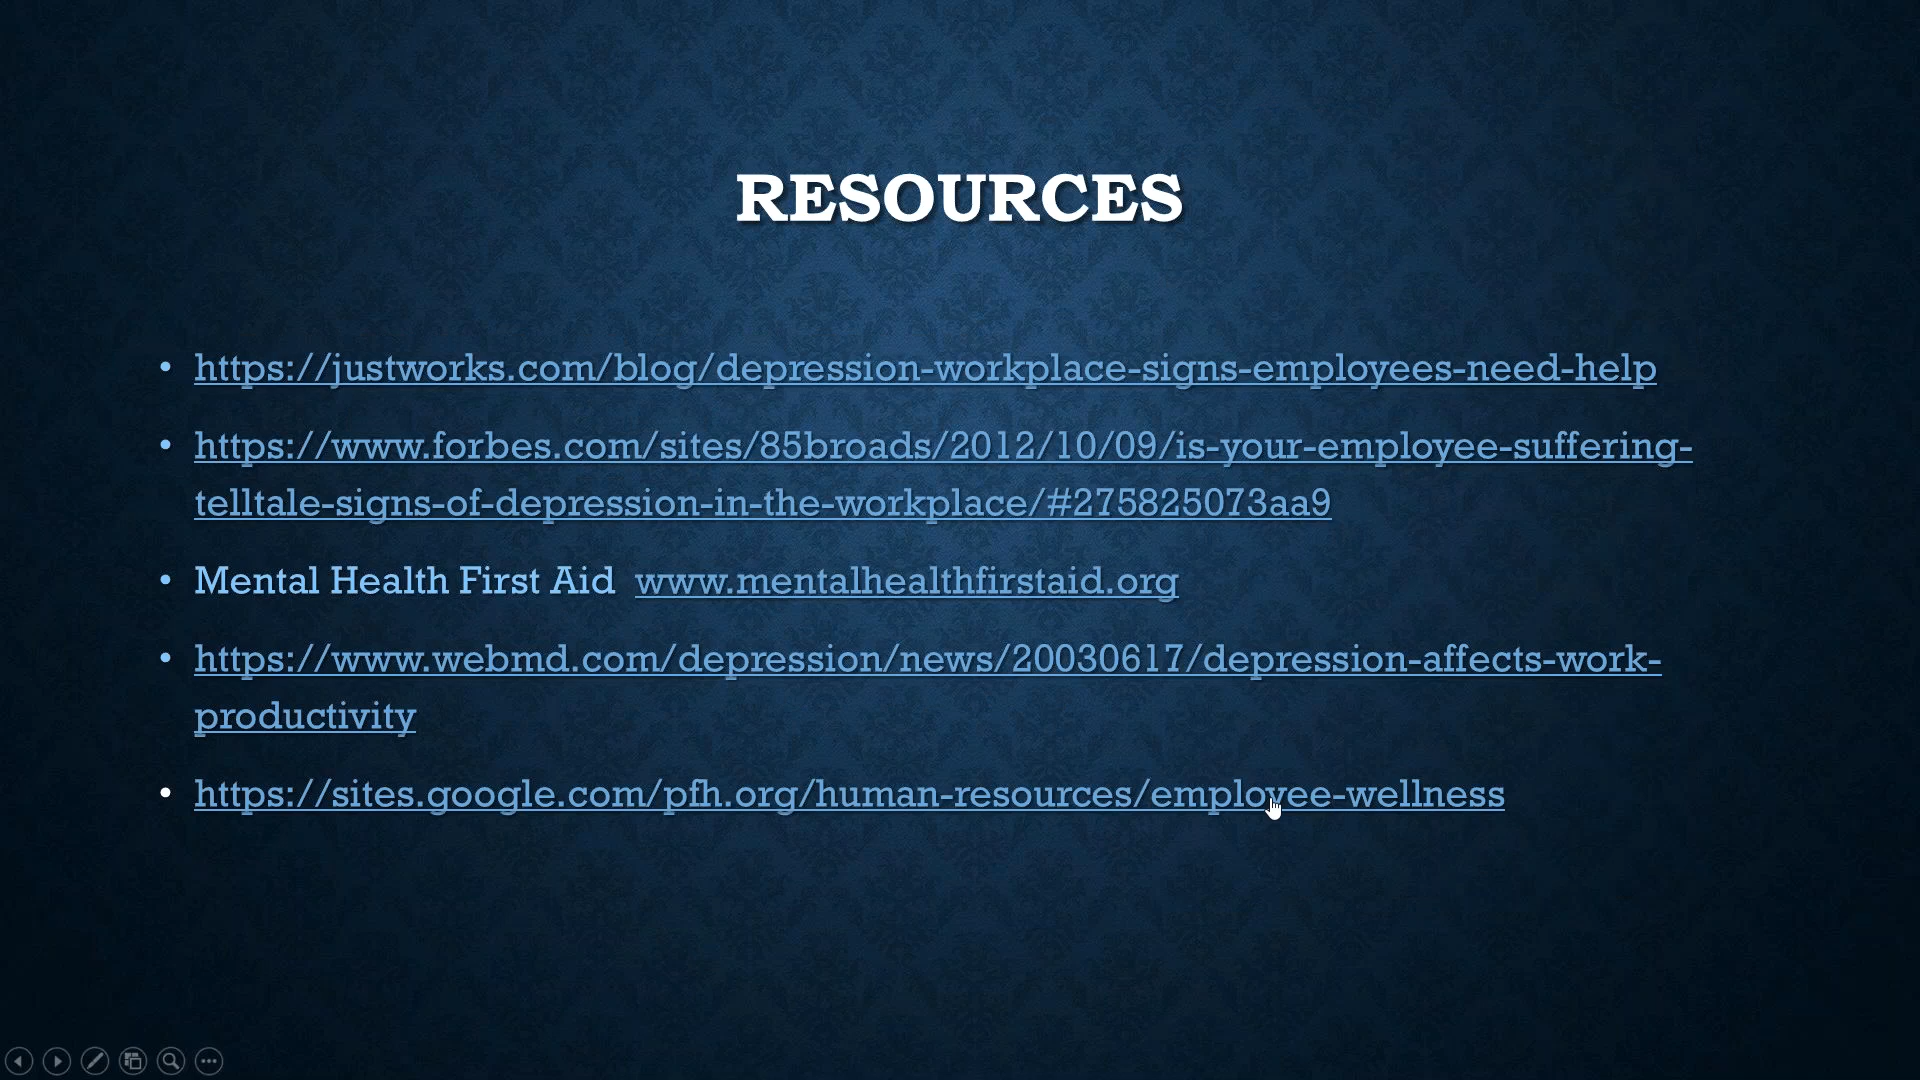 RESOURCES
• https://justworks.com/blog/depression-workplace-signs-employees-need-help
• https://www.forbes.com/sites/85broads/2012/10/09/is-your-employee-suffering-
telltale-signs-of-depression-in-the-workplace/#275825073aa9
• Mental Health First Aid www.mentalhealthfirstaid.org
• https://www.webmd.com/depression/news/20030617/depression-affects-work-
productivity
• https://sites.google.com/pfh.org/human-resources/employee-wellness